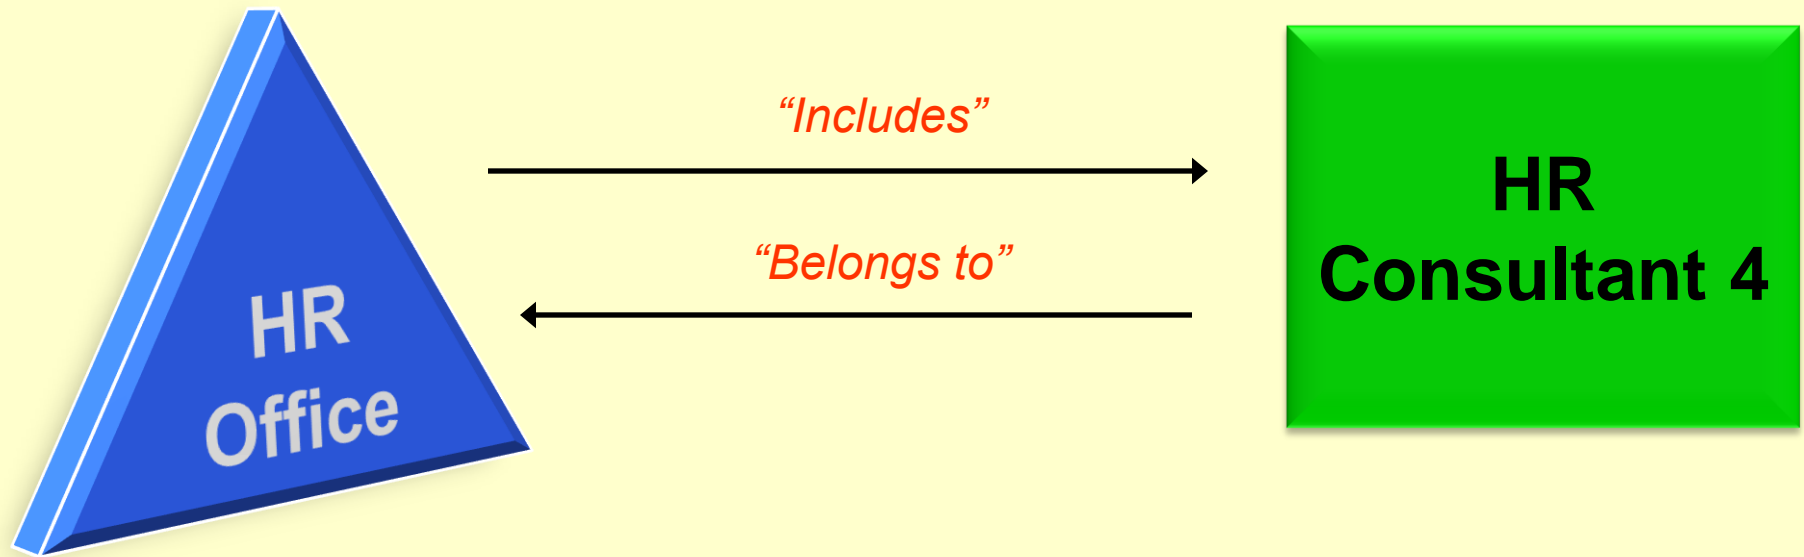 HR
Office
“Includes”
“Belongs to”
HR
Consultant 4